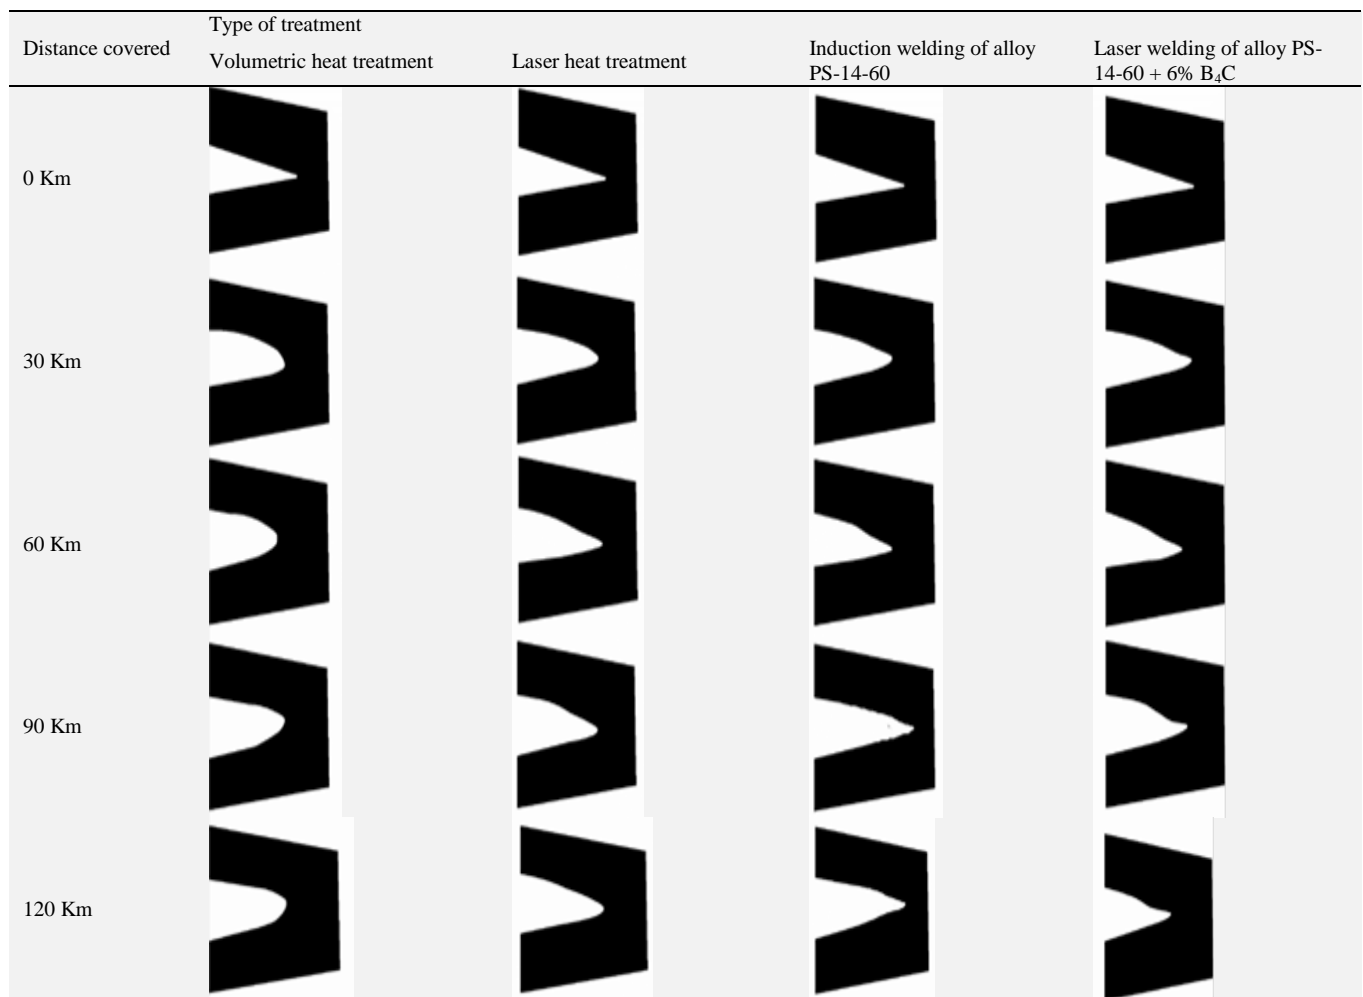 Type of treatment
Distance covered
Volumetric heat treatment
Laser heat treatment
Induction welding of alloy
PS-14-60
Laser welding of alloy PS-
14-60 + 6% B₄C
0 Km
30 Km
60 Km
90 Km
120 Km